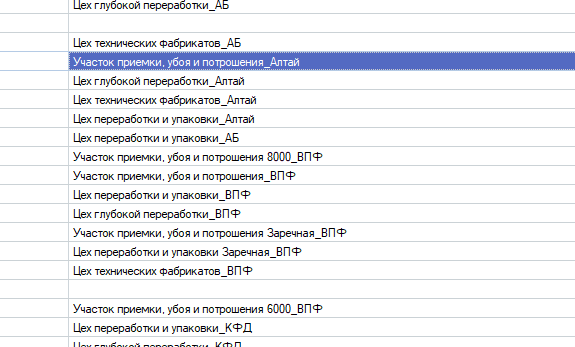 Цех глубокой переработки_АБ
Цех технических фабрикатов_АБ
Участок приемки, убоя и потрошения_Алтай
Цех глубокой переработки_Алтай
Цех технических фабрикатов_Алтай
Цех переработки и упаковки_Алтай
Цех переработки и упаковки_АБ
Участок приемки, убоя и потрошения 8000_ВПФ
Участок приемки, убоя и потрошения_ВПФ
Цех переработки и упаковки_ВПФ
Цех глубокой переработки_ВПФ
Участок приемки, убоя и потрошения Заречная_ВПФ
Цех переработки и упаковки Заречная_ВПФ
Цех технических фабрикатов_ВПФ
Участок приемки, убоя и потрошения 6000_ВПФ
Цех переработки и упаковки_КФД
Цех глубокой переработки_КФД